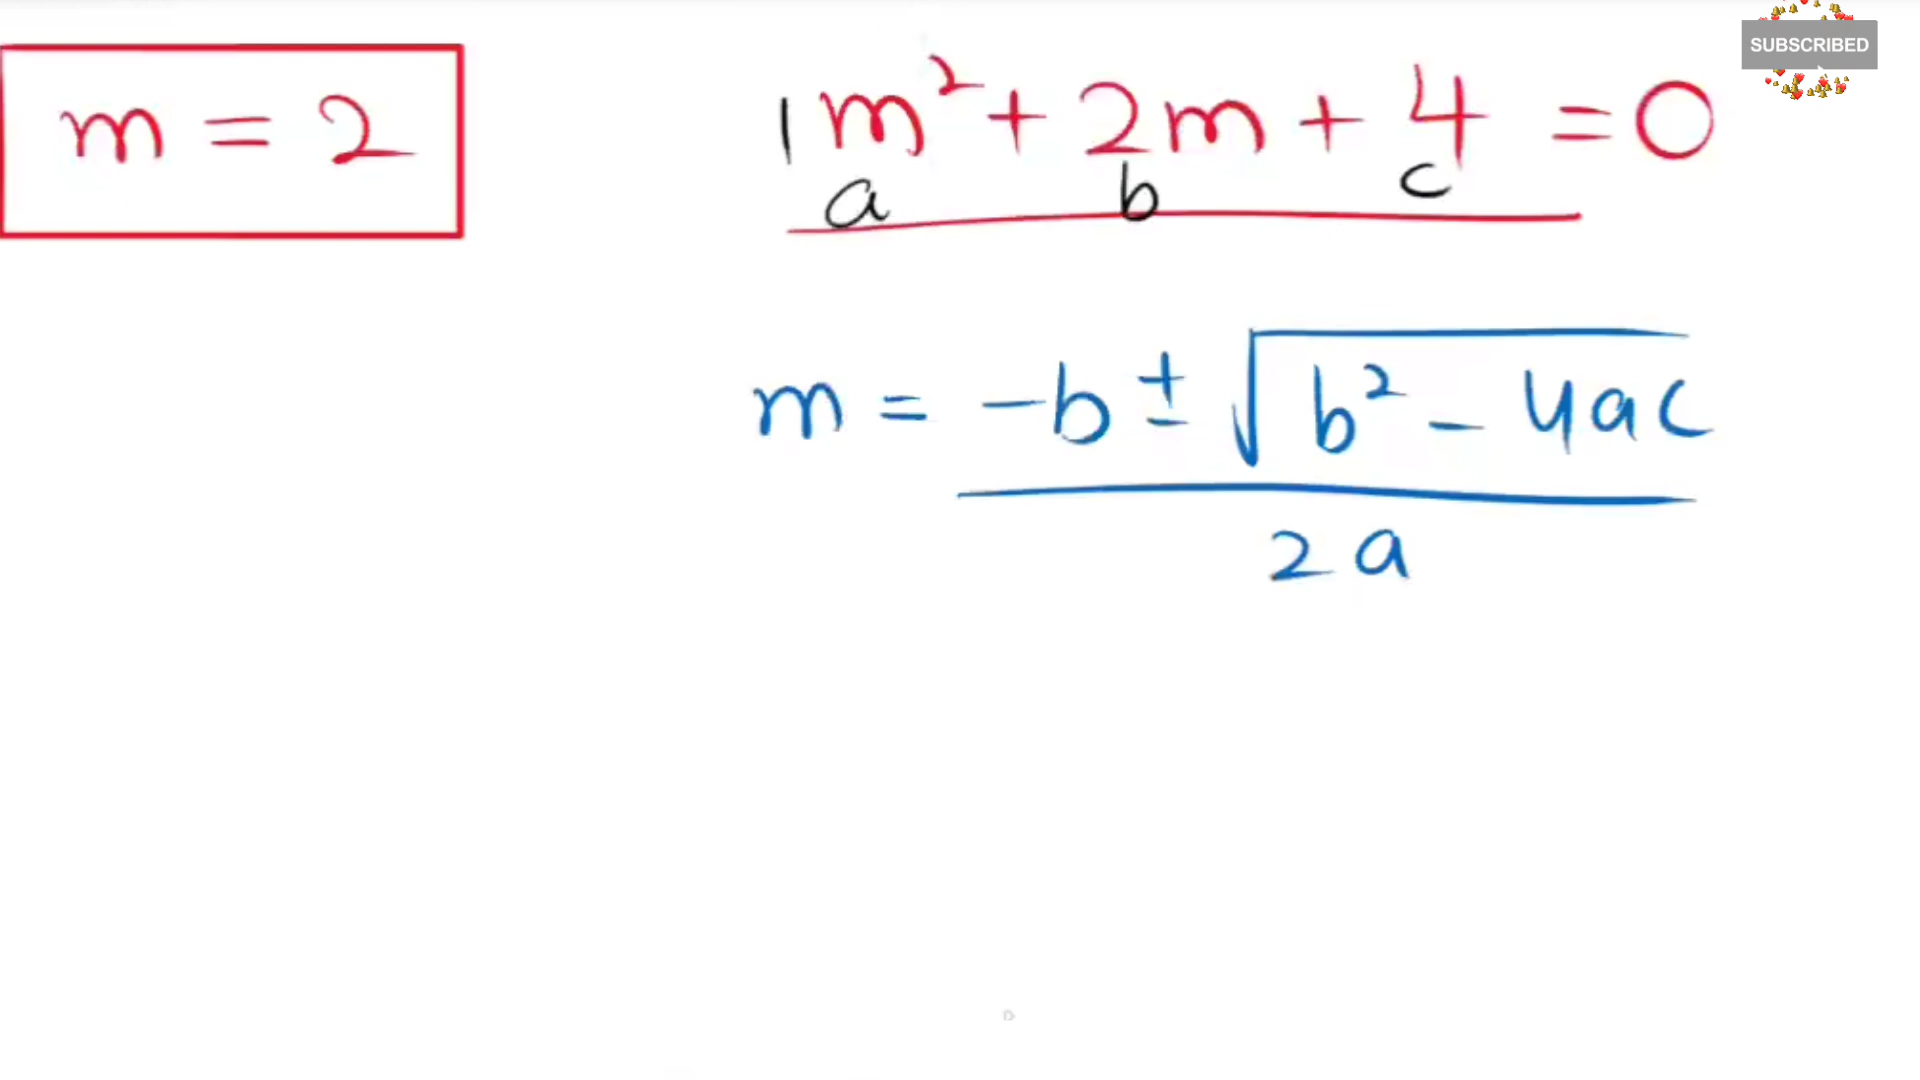 SUBSCRIBED
m = 2
1m² + 2m + 4 = 0
a b c
m = -b ± √b² - 4ac
2a